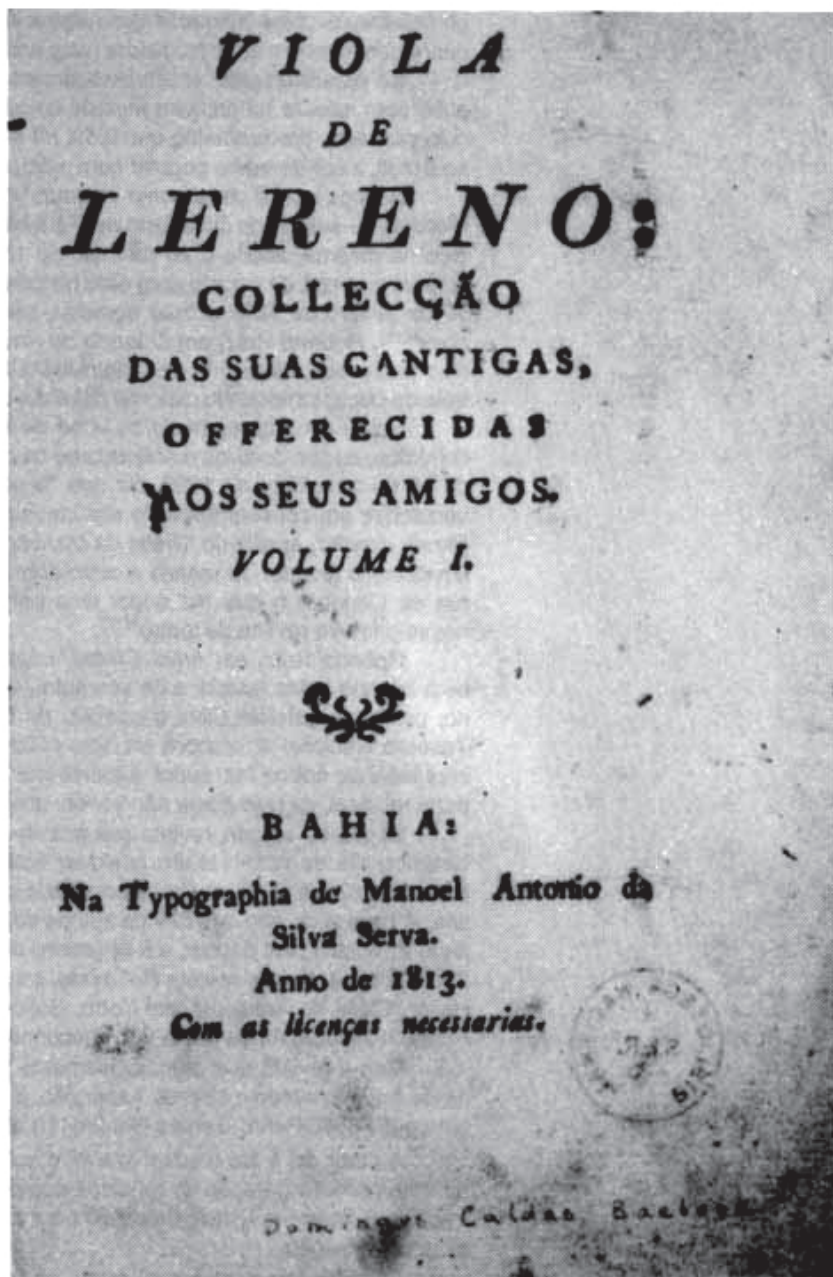 VIOLA
DE
LERENO:
COLLECÇÃO
DAS SUAS CANTIGAS,
OFFERECIDAS
AOS SEUS AMIGOS.
VOLUME I.
BAHIA:
Na Typographia de Manoel Antonio da
Silva Serva.
Anno de 1813.
Com as licenças necessarias.
Domingos Caldas Barbosa